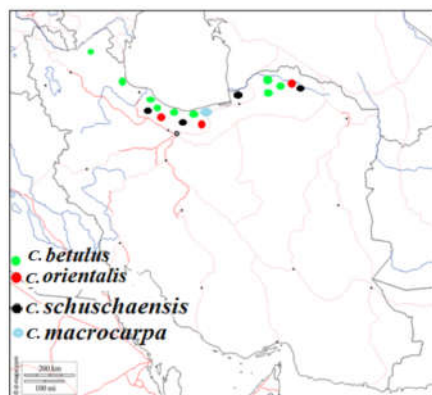 C. betulus
C. orientalis
C. schuschaensis
C. macrocarpa
200 km
100 mi